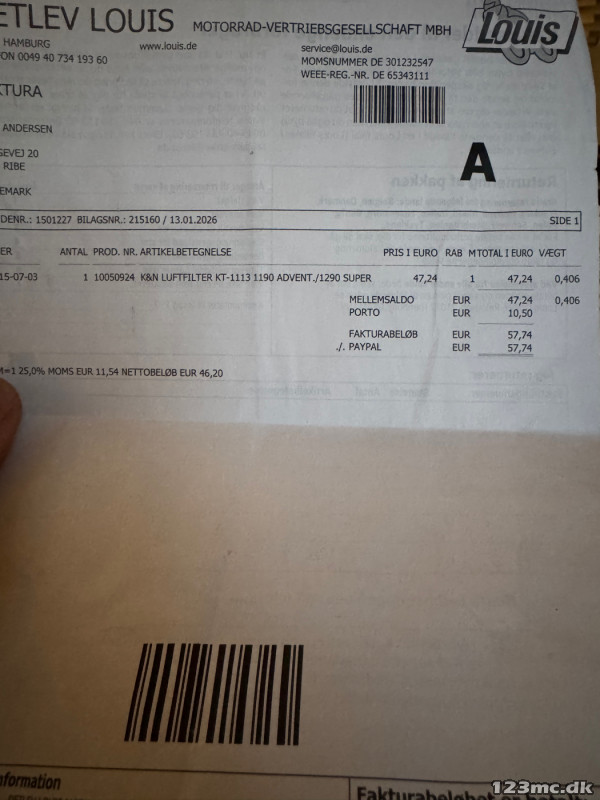 ETLEV LOUIS MOTORRAD-VERTRIEBSGESELLSCHAFT MBH
Louis
HAMBURG www.louis.de service@louis.de
ON 0049 40 734 193 60 MOMSNUMMER DE 301232547
WEEE-REG.-NR. DE 65343111
KTURA
ANDERSEN
GEVEJ 20
RIBE
EMARK
A
DENR.: 1501227 BILAGSNR.: 215160 / 13.01.2026 SIDE 1
ER ANTAL PROD. NR. ARTIKELBETEGNELSE PRIS I EURO RAB M TOTAL I EURO VÆGT
15-07-03 1 10050924 K&N LUFTFILTER KT-1113 1190 ADVENT./1290 SUPER 47,24 1 47,24 0,406
MELLEMSALDO EUR 47,24 0,406
PORTO EUR 10,50
FAKTURABELØB EUR 57,74
./. PAYPAL EUR 57,74
M=1 25,0% MOMS EUR 11,54 NETTOBELØB EUR 46,20
nformation
Fakturabeløbet
123mc.dk